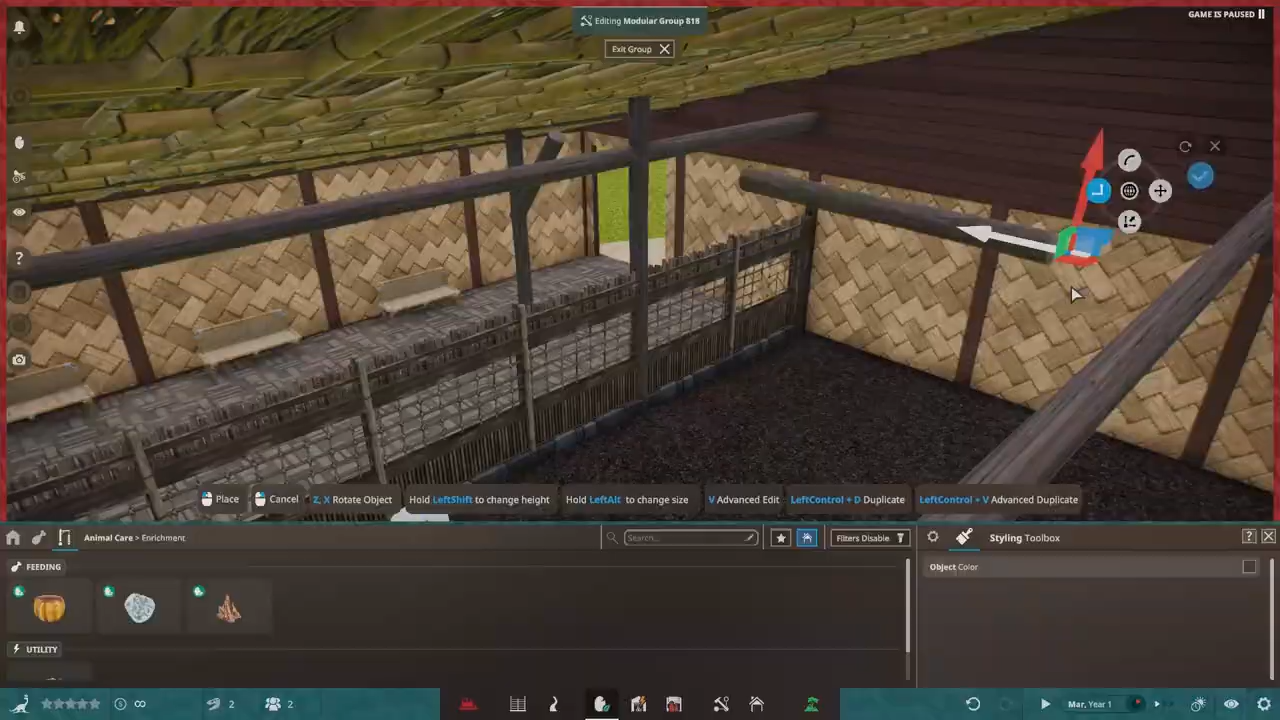 Editing Modular Group 816
GAME IS PAUSED
Exit Group
Place
Cancel
Z, X Rotate Object
Hold LeftShift to change height
Hold LeftAlt to change size
V Advanced Edit
LeftControl + D Duplicate
LeftControl + V Advanced Duplicate
Animal Care > Enrichment
Search...
Filters Disable
Styling Toolbox
?
FEEDING
Object Color
UTILITY
∞
2
2
Mar, Year 1